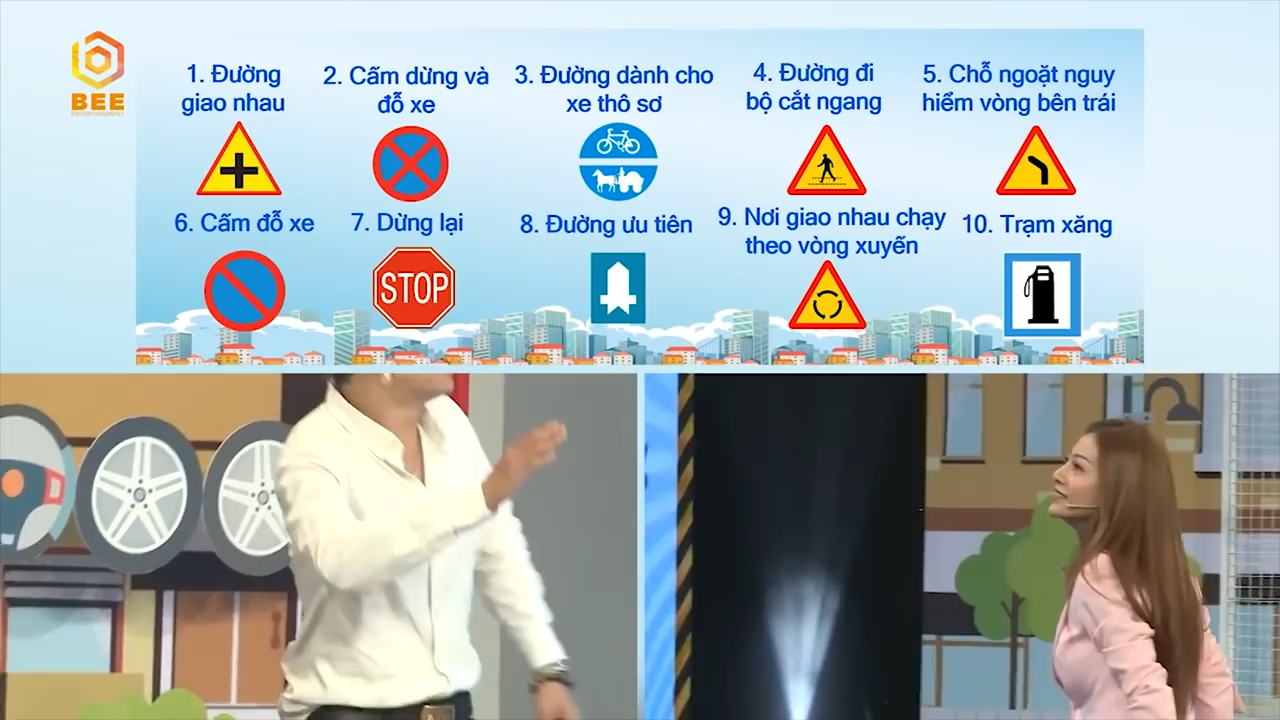 BEE
ENTERTAINMENT
1. Đường
giao nhau
2. Cấm dừng và
đỗ xe
3. Đường dành cho
xe thô sơ
4. Đường đi
bộ cắt ngang
5. Chỗ ngoặt nguy
hiểm vòng bên trái
6. Cấm đỗ xe
7. Dừng lại
STOP
8. Đường ưu tiên
9. Nơi giao nhau chạy
theo vòng xuyến
10. Trạm xăng